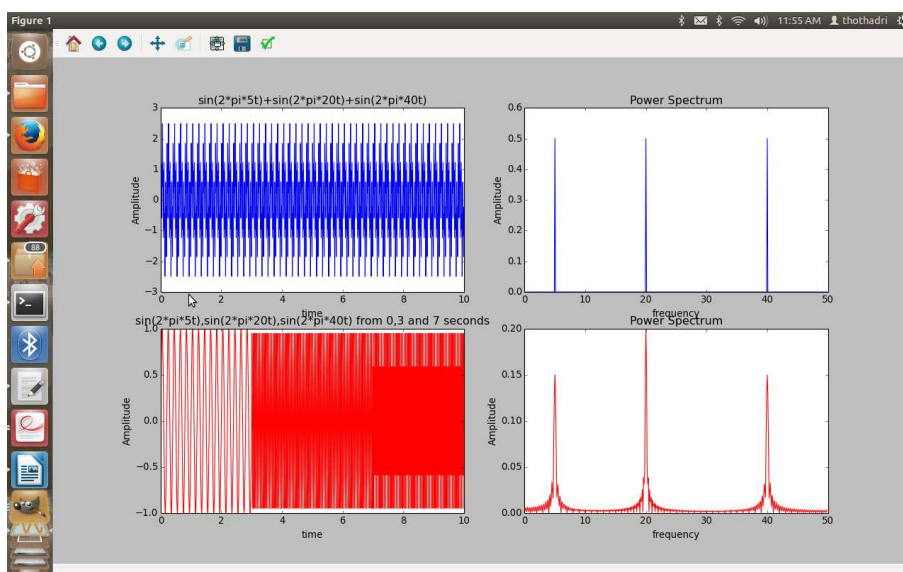 Figure 1
11:55 AM thothadri
88
sin(2*pi*5t)+sin(2*pi*20t)+sin(2*pi*40t)
3
2
1
0
−1
−2
−3
Amplitude
0 2 4 6 8 10
time
Power Spectrum
0.6
0.5
0.4
0.3
0.2
0.1
0.0
Amplitude
0 10 20 30 40 50
frequency
sin(2*pi*5t),sin(2*pi*20t),sin(2*pi*40t) from 0,3 and 7 seconds
1.0
0.5
0.0
−0.5
−1.0
Amplitude
0 2 4 6 8 10
time
Power Spectrum
0.20
0.15
0.10
0.05
0.00
Amplitude
0 10 20 30 40 50
frequency